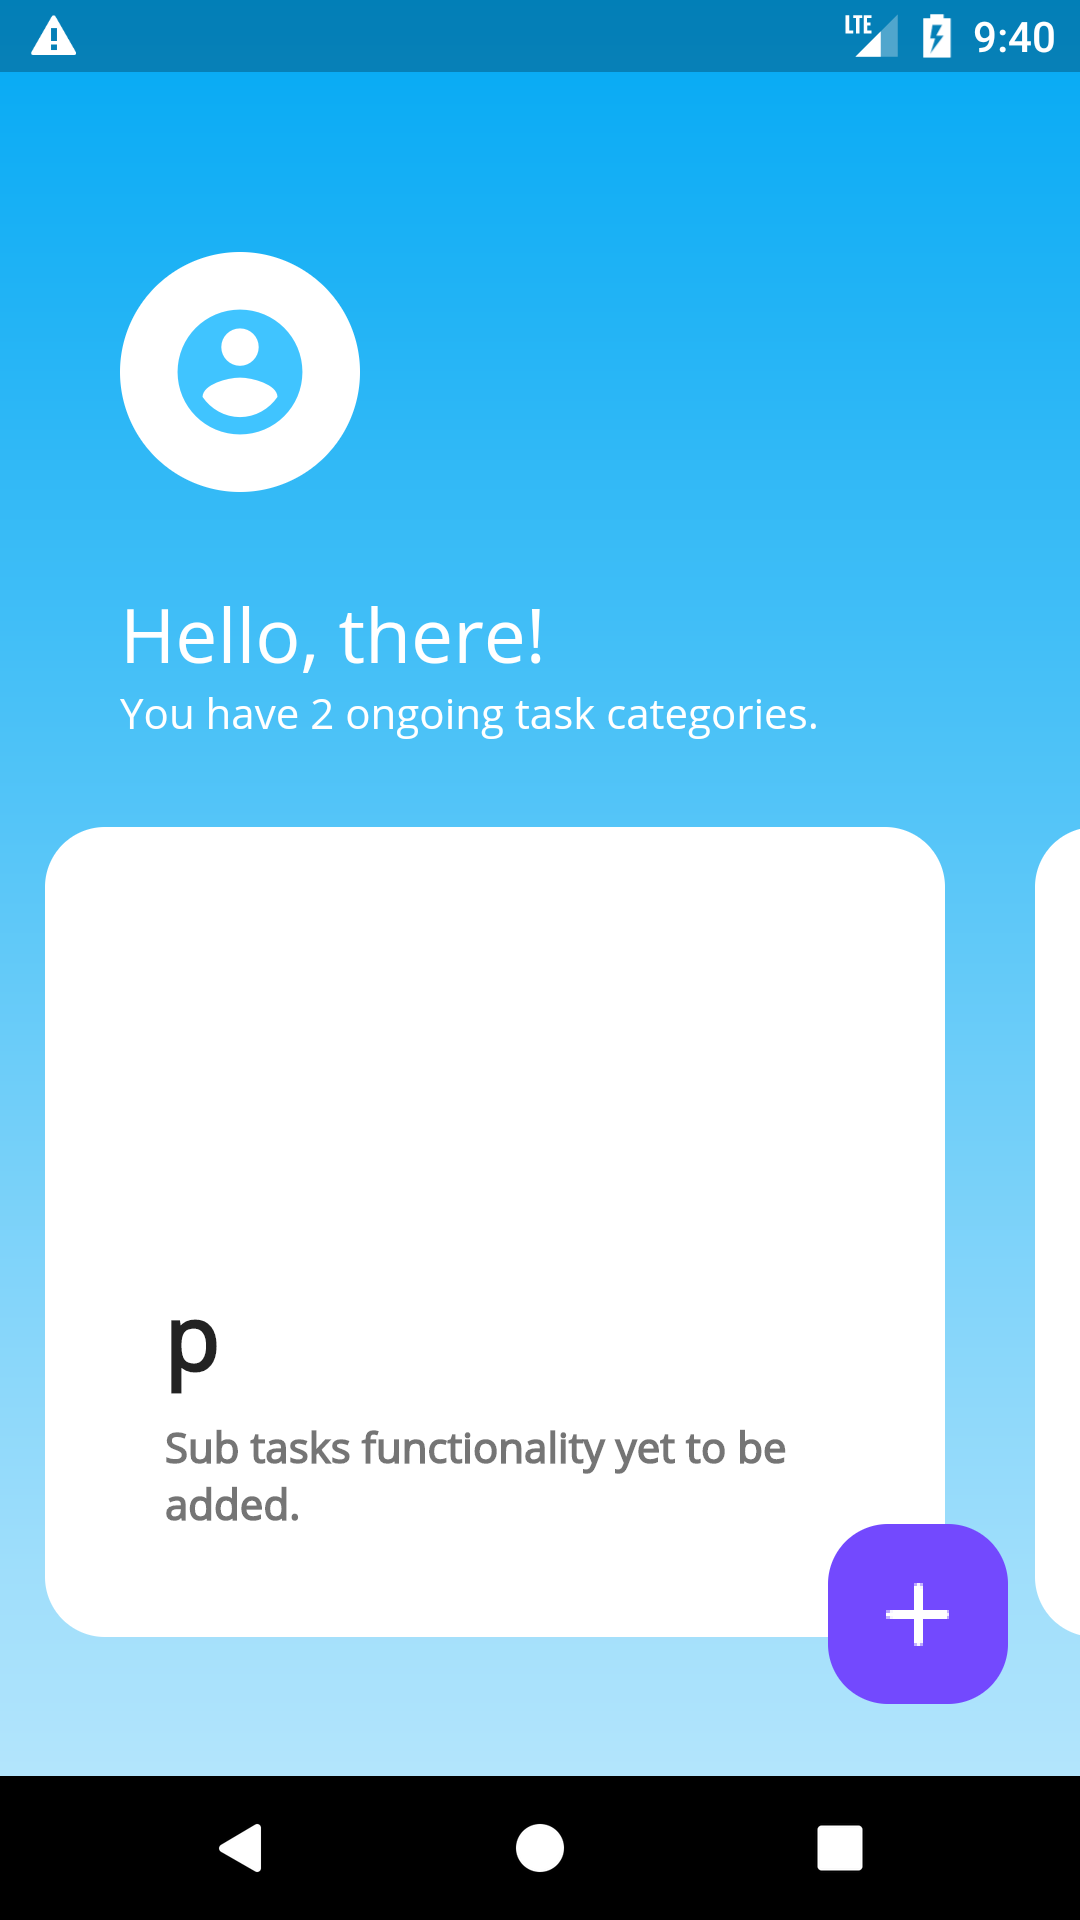 LTE 9:40
Hello, there!
You have 2 ongoing task categories.
p
Sub tasks functionality yet to be
added.